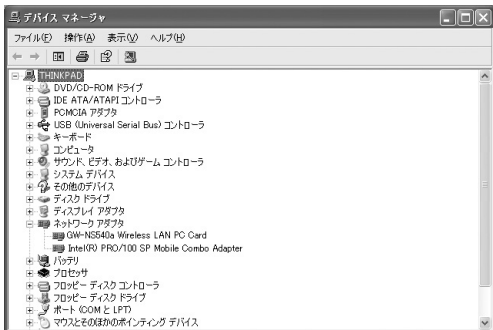 デバイス マネージャ
ファイル(F) 操作(A) 表示(V) ヘルプ(H)
THINKPAD
DVD/CD-ROM ドライブ
IDE ATA/ATAPI コントローラ
PCMCIA アダプタ
USB (Universal Serial Bus) コントローラ
キーボード
コンピュータ
サウンド、ビデオ、およびゲーム コントローラ
システム デバイス
その他のデバイス
ディスク ドライブ
ディスプレイ アダプタ
ネットワーク アダプタ
GW-NS540a Wireless LAN PC Card
Intel(R) PRO/100 SP Mobile Combo Adapter
バッテリ
プロセッサ
フロッピー ディスク コントローラ
フロッピー ディスク ドライブ
ポート (COM と LPT)
マウスとそのほかのポインティング デバイス